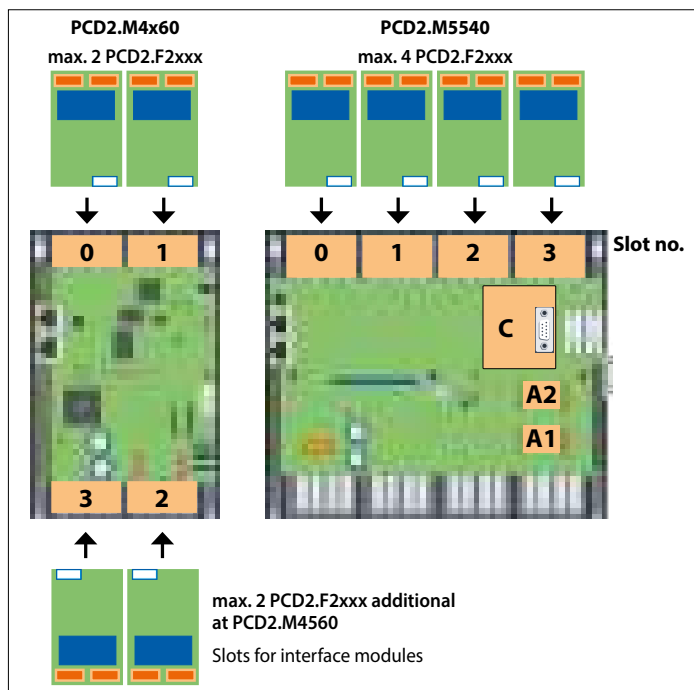 PCD2.M4x60
PCD2.M5540
max. 2 PCD2.F2xxx
max. 4 PCD2.F2xxx
0 1
0 1 2 3
Slot no.
C
A2
A1
3 2
max. 2 PCD2.F2xxx additional
at PCD2.M4560
Slots for interface modules